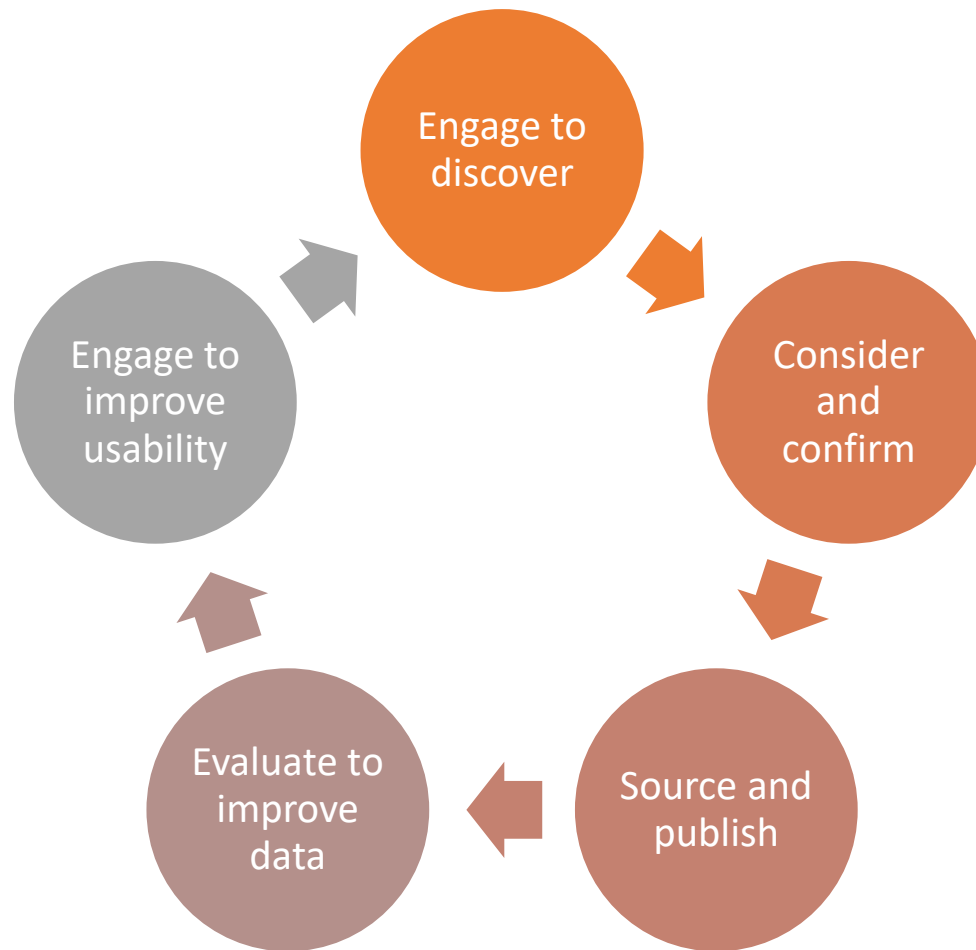 Engage to
discover
Consider
and
confirm
Source and
publish
Evaluate to
improve
data
Engage to
improve
usability